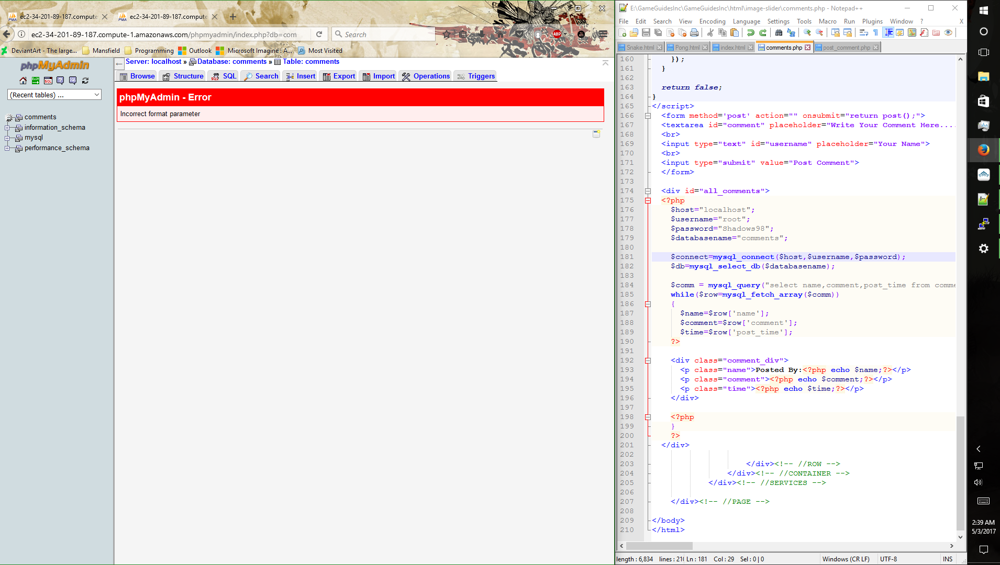 ec2-34-201-89-187.compute
ec2-34-201-89-187.compute
ec2-34-201-89-187.compute-1.amazonaws.com/phpmyadmin/index.php?db=com
Search
DeviantArt - The large...
Mansfield
Programming
Outlook
Microsoft Imagine : A...
Most Visited
phpMyAdmin
(Recent tables) ...
comments
information_schema
mysql
performance_schema
Server: localhost » Database: comments » Table: comments
Browse Structure SQL Search Insert Export Import Operations Triggers
phpMyAdmin - Error
Incorrect format parameter
E:\GameGuidesInc\GameGuidesInc\html\image-slider\comments.php - Notepad++
File Edit Search View Encoding Language Settings Tools Macro Run Plugins Window ? X
Snake.html Pong.html index.html comments.php post_comment.php
160 });
161 }
162
163 return false;
164 }
165 </script>
166 <form method='post' action="" onsubmit="return post();">
167 <textarea id="comment" placeholder="Write Your Comment Here....
168 <br>
169 <input type="text" id="username" placeholder="Your Name">
170 <br>
171 <input type="submit" value="Post Comment">
172 </form>
173
174 <div id="all_comments">
175 <?php
176 $host="localhost";
177 $username="root";
178 $password="Shadows98";
179 $databasename="comments";
180
181 $connect=mysql_connect($host,$username,$password);
182 $db=mysql_select_db($databasename);
183
184 $comm = mysql_query("select name,comment,post_time from comme
185 while($row=mysql_fetch_array($comm))
186 {
187 $name=$row['name'];
188 $comment=$row['comment'];
189 $time=$row['post_time'];
190 ?>
191
192 <div class="comment_div">
193 <p class="name">Posted By:<?php echo $name;?></p>
194 <p class="comment"><?php echo $comment;?></p>
195 <p class="time"><?php echo $time;?></p>
196 </div>
197
198 <?php
199 }
200 ?>
201 </div>
202
203 </div><!-- //ROW -->
204 </div><!-- //CONTAINER -->
205 </div><!-- //SERVICES -->
206
207 </div><!-- //PAGE -->
208
209 </body>
210 </html>
length : 6,834 lines : 210 Ln : 181 Col : 29 Sel : 0 | 0 Windows (CR LF) UTF-8 INS
2:39 AM
5/3/2017